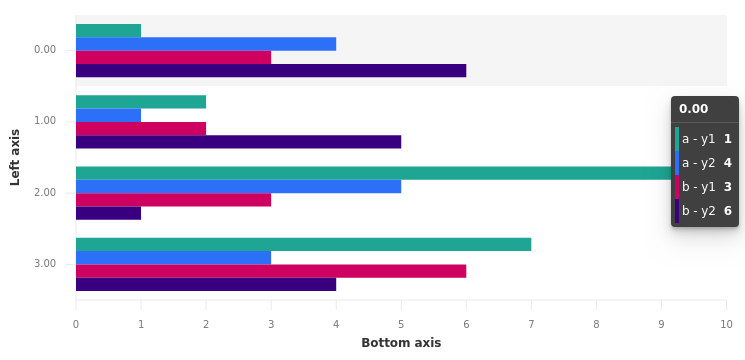 Left axis
0.00
1.00
2.00
3.00
0.00
a - y1 1
a - y2 4
b - y1 3
b - y2 6
0 1 2 3 4 5 6 7 8 9 10
Bottom axis